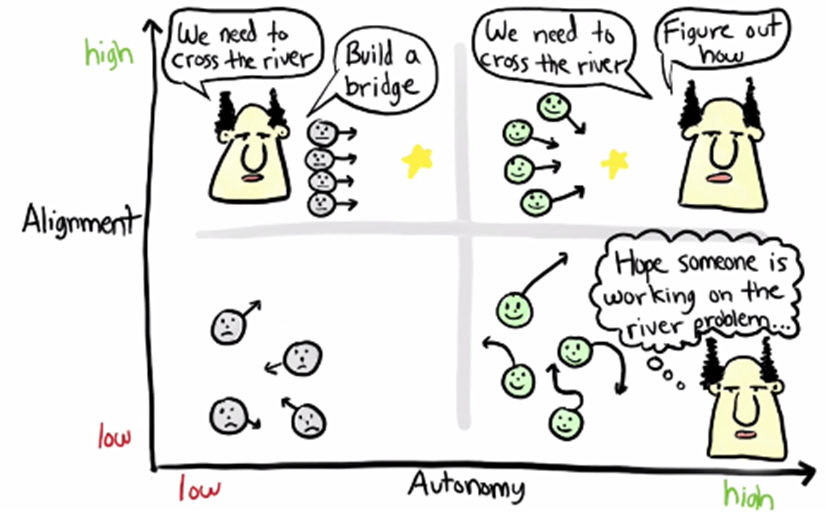 high
We need to
cross the river
Build a
bridge
We need to
cross the river
Figure out
how
Alignment
Hope someone is
working on the
river problem...
low
low
Autonomy
high